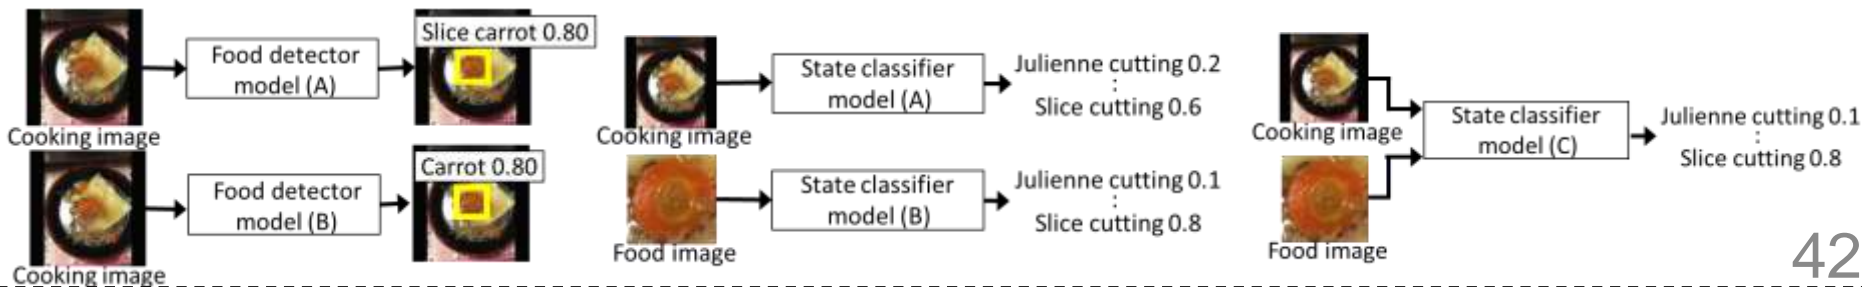 Slice carrot 0.80
Food detector
model (A)
Cooking image
Carrot 0.80
Food detector
model (B)
Cooking image
State classifier
model (A)
Julienne cutting 0.2
⋮
Slice cutting 0.6
Cooking image
State classifier
model (B)
Julienne cutting 0.1
⋮
Slice cutting 0.8
Food image
Cooking image
State classifier
model (C)
Julienne cutting 0.1
⋮
Slice cutting 0.8
Food image
42